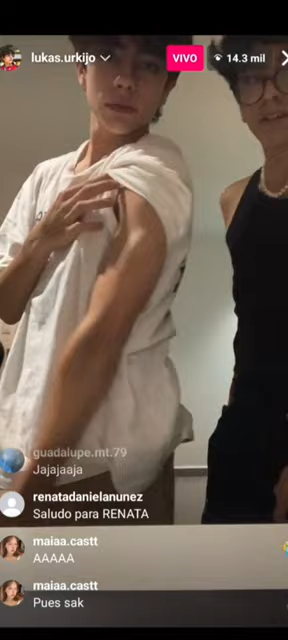 lukas.urkijo
VIVO
14.3 mil
guadalupe.mt.79
Jajajaaja
renatadanielanunez
Saludo para RENATA
maiaa.castt
AAAAA
maiaa.castt
Pues sak